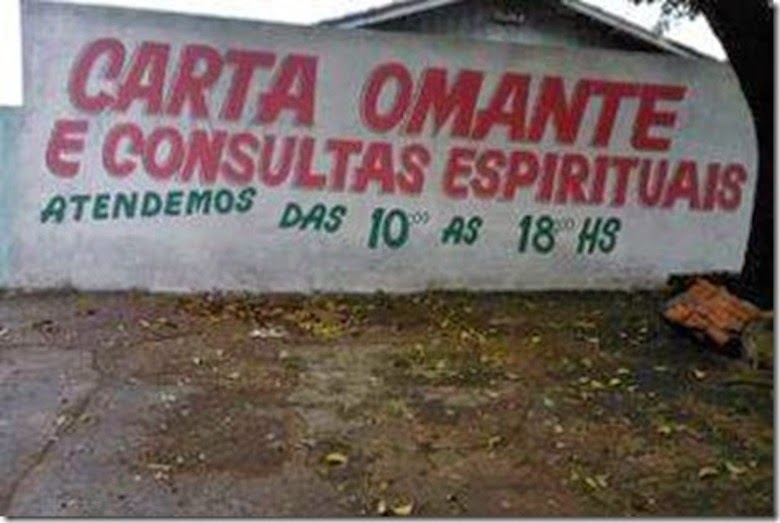 CARTA OMANTE
E CONSULTAS ESPIRITUAIS
ATENDEMOS DAS 10:00 AS 18:00 HS